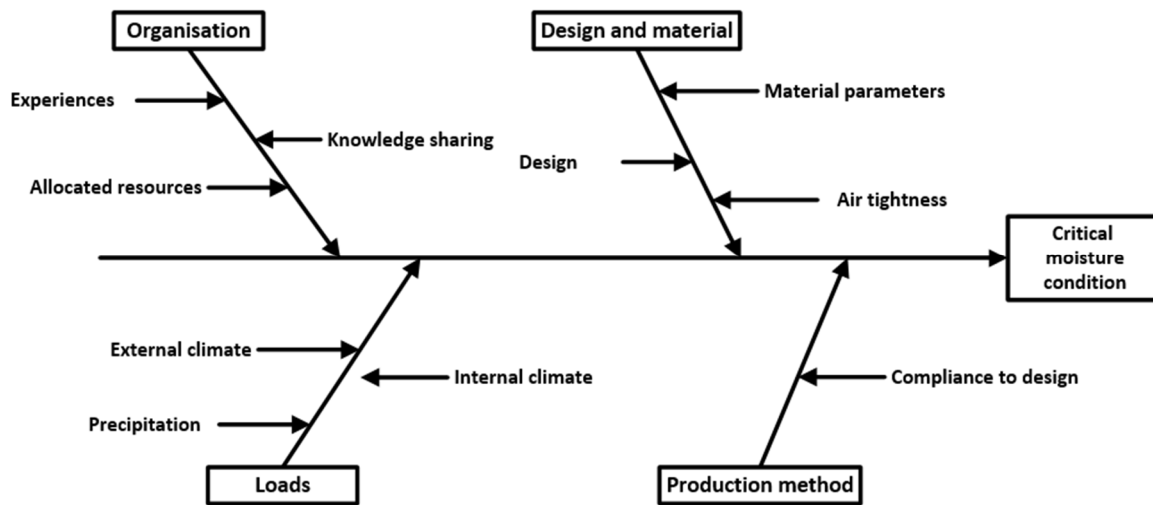 Organisation
Design and material
Experiences
Material parameters
Knowledge sharing
Design
Allocated resources
Air tightness
Critical
moisture
condition
External climate
Internal climate
Compliance to design
Precipitation
Loads
Production method